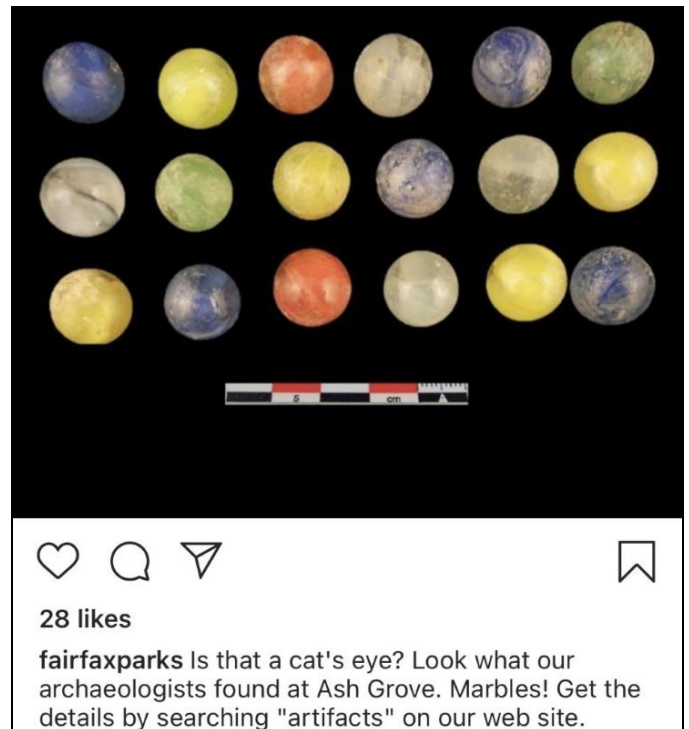 5 cm
28 likes
fairfaxparks Is that a cat's eye? Look what our
archaeologists found at Ash Grove. Marbles! Get the
details by searching "artifacts" on our web site.